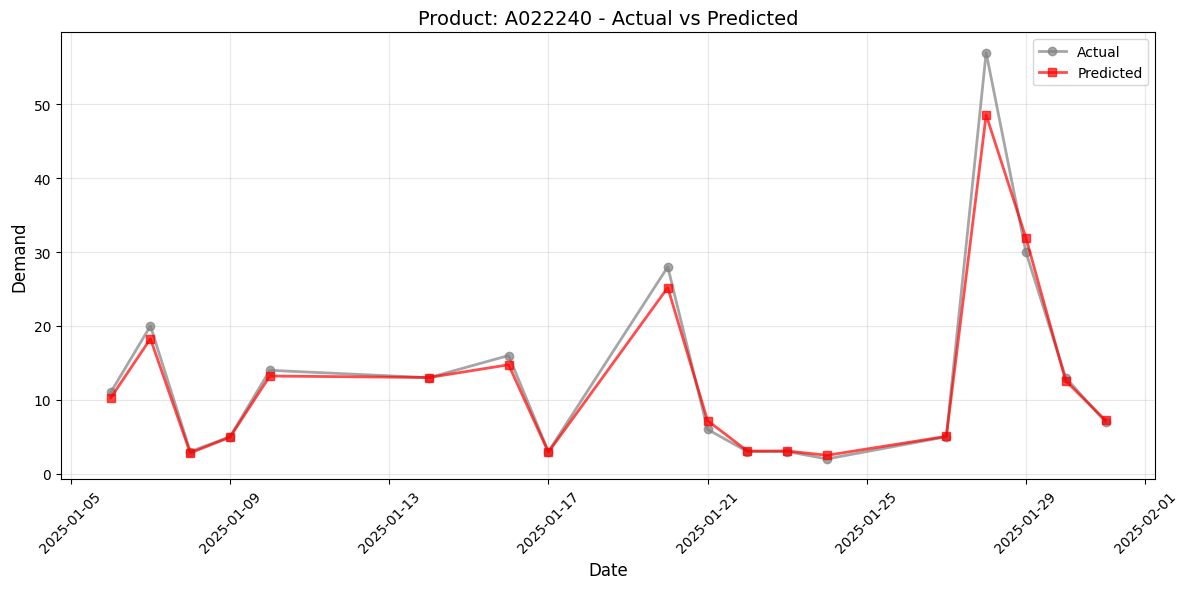 Product: A022240 - Actual vs Predicted
Actual
Predicted
Demand
50
40
30
20
10
0
2025-01-05
2025-01-09
2025-01-13
2025-01-17
2025-01-21
2025-01-25
2025-01-29
2025-02-01
Date